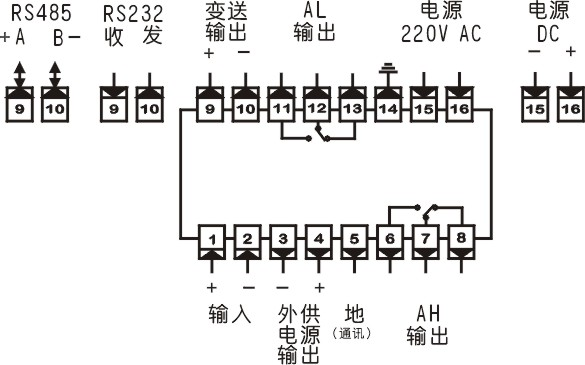 RS485
RS232
变送
AL
电源
电源
+A B−
收 发
输出
输出
220V AC
DC
+ −
− +
9 10 9 10 9 10 11 12 13 14 15 16 15 16
1 2 3 4 5 6 7 8
+ − − +
输入
外供
地
AH
电源
(通讯)
输出
输出